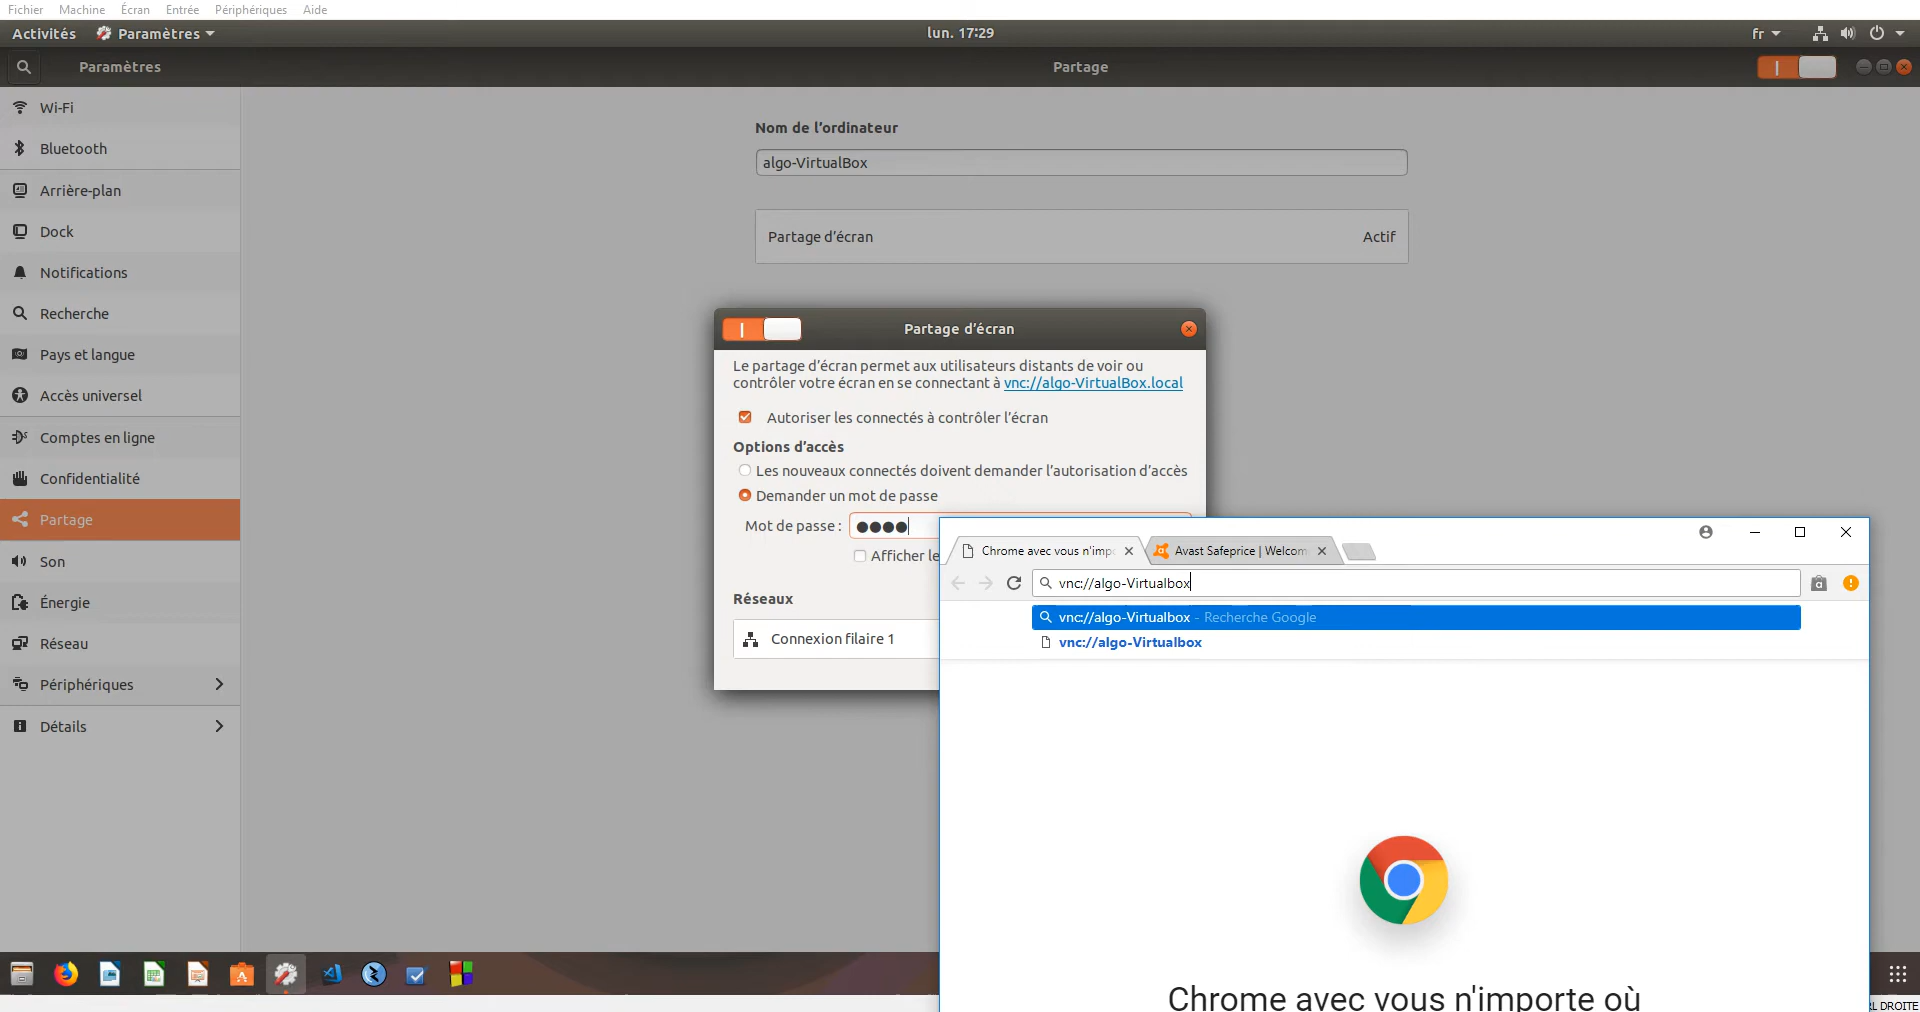 Fichier Machine Écran Entrée Périphériques Aide
Activités Paramètres lun. 17:29 fr
Paramètres Partage
Wi-Fi
Bluetooth
Arrière-plan
Dock
Notifications
Recherche
Pays et langue
Accès universel
Comptes en ligne
Confidentialité
Partage
Son
Énergie
Réseau
Périphériques
Détails
Nom de l’ordinateur
algo-VirtualBox
Partage d’écran Actif
Partage d’écran
Le partage d’écran permet aux utilisateurs distants de voir ou
contrôler votre écran en se connectant à vnc://algo-VirtualBox.local
Autoriser les connectés à contrôler l’écran
Options d’accès
Les nouveaux connectés doivent demander l’autorisation d’accès
Demander un mot de passe
Mot de passe :
Afficher le
Réseaux
Connexion filaire 1
Chrome avec vous n'impo Avast Safeprice | Welcom
vnc://algo-Virtualbox
vnc://algo-Virtualbox - Recherche Google
vnc://algo-Virtualbox
Chrome avec vous n'importe où
RL DROITE